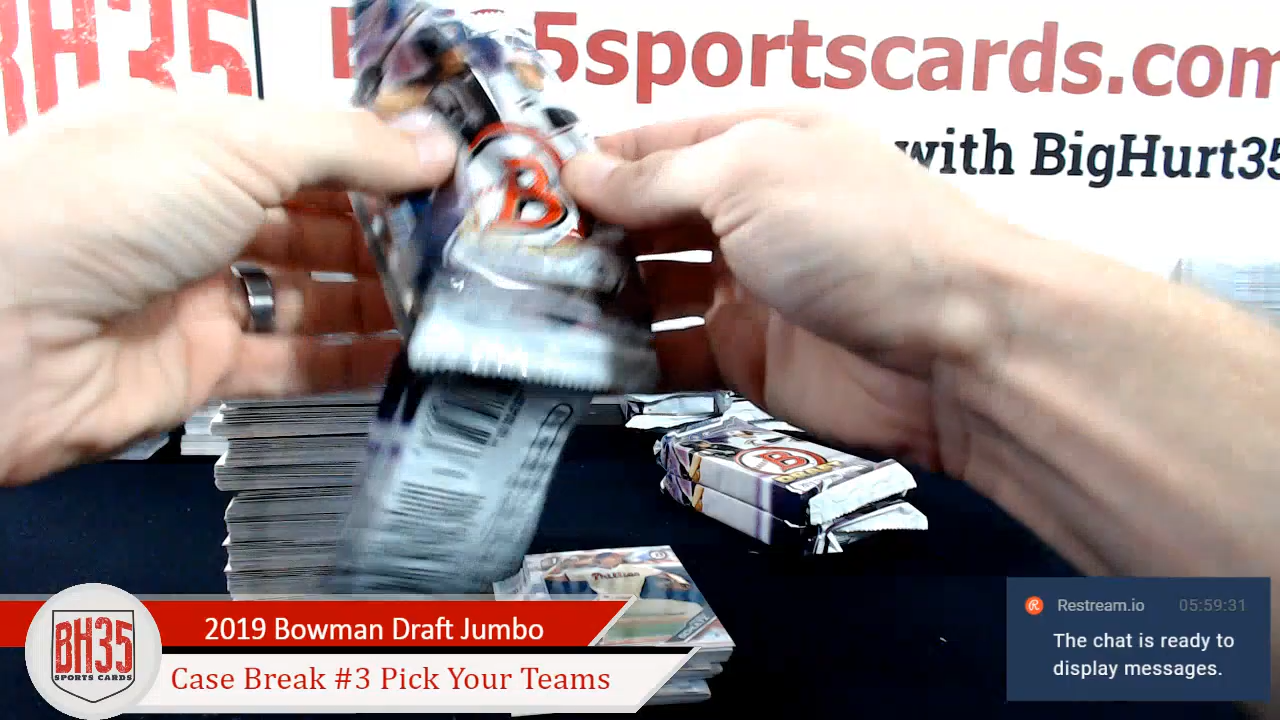 BH35
5sportscards.com
with BigHurt35
B
B
Phillies
BH35
SPORTS CARDS
2019 Bowman Draft Jumbo
Case Break #3 Pick Your Teams
Restream.io 05:59:31
The chat is ready to
display messages.